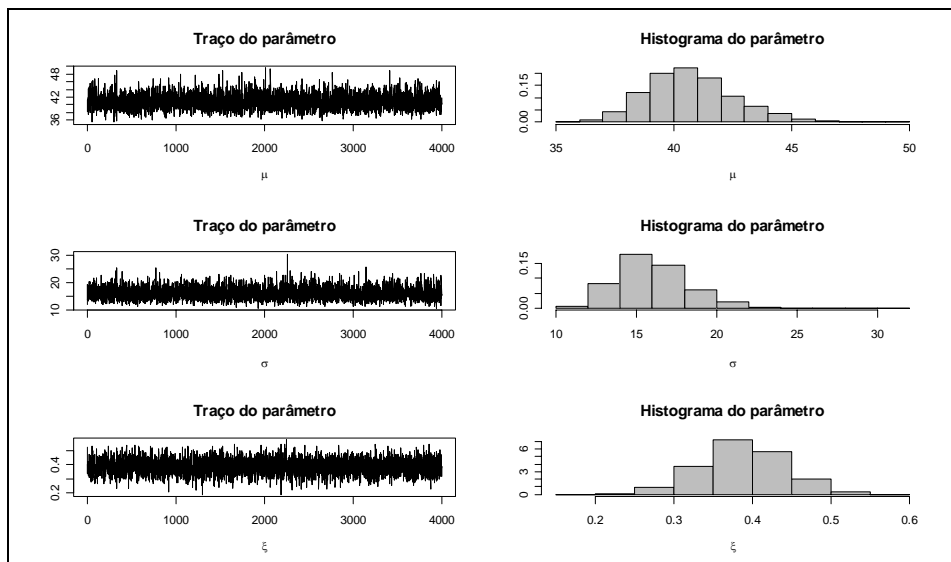 Traço do parâmetro
36 42 48
0 1000 2000 3000 4000
μ
Histograma do parâmetro
0.00 0.15
35 40 45 50
μ
Traço do parâmetro
10 20 30
0 1000 2000 3000 4000
σ
Histograma do parâmetro
0.00 0.15
10 15 20 25 30
σ
Traço do parâmetro
0.2 0.4
0 1000 2000 3000 4000
ξ
Histograma do parâmetro
0 3 6
0.2 0.3 0.4 0.5 0.6
ξ